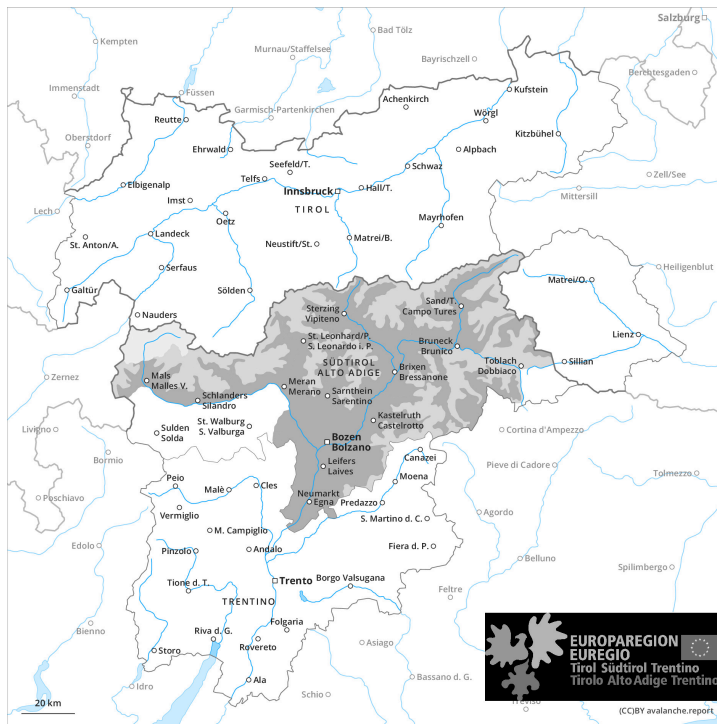 Salzburg
Kempten
Bad Tölz
Murnau/Staffelsee
Bayrischzell
Berchtesgaden
Immenstadt
Füssen
Garmisch-Partenkirchen
Achenkirch
Kufstein
Reutte
Wörgl
Oberstdorf
Ehrwald
Kitzbühel
Alpbach
Seefeld/T.
Schwaz
Zell/See
Elbigenalp
Telfs
Innsbruck
Hall/T.
Mittersill
Imst
TIROL
Lech
Oetz
Mayrhofen
St. Anton/A.
Landeck
Neustift/St.
Matrei/B.
Serfaus
Heiligenblut
Galtür
Sölden
Matrei/O.
Nauders
Sterzing
Vipiteno
Sand/T.
Campo Tures
St. Leonhard/P.
S. Leonardo i. P.
Bruneck
Brunico
Lienz
SÜDTIROL
ALTO ADIGE
Toblach
Dobbiaco
Sillian
Zernez
Mals
Malles V.
Meran
Merano
Brixen
Bressanone
Schlanders
Silandro
Sarnthein
Sarentino
Livigno
Sulden
Solda
St. Walburg
S. Valburga
Kastelruth
Castelrotto
Cortina d'Ampezzo
Bozen
Bolzano
Bormio
Canazei
Pieve di Cadore
Leifers
Laives
Tolmezzo
Poschiavo
Peio
Malè
Cles
Moena
Neumarkt
Egna
Predazzo
Vermiglio
S. Martino d. C.
Agordo
M. Campiglio
Edolo
Pinzolo
Andalo
Fiera d. P.
Belluno
Spilimbergo
Tione d. T.
Trento
Borgo Valsugana
Feltre
TRENTINO
Bienno
Riva d. G.
Folgaria
Storo
Rovereto
Asiago
Idro
Ala
Schio
Bassano d. G.
Treviso
EUROPAREGION
EUREGIO
Tirol Südtirol Trentino
Tirolo Alto Adige Trentino
20 km
(CC)BY avalanche.report